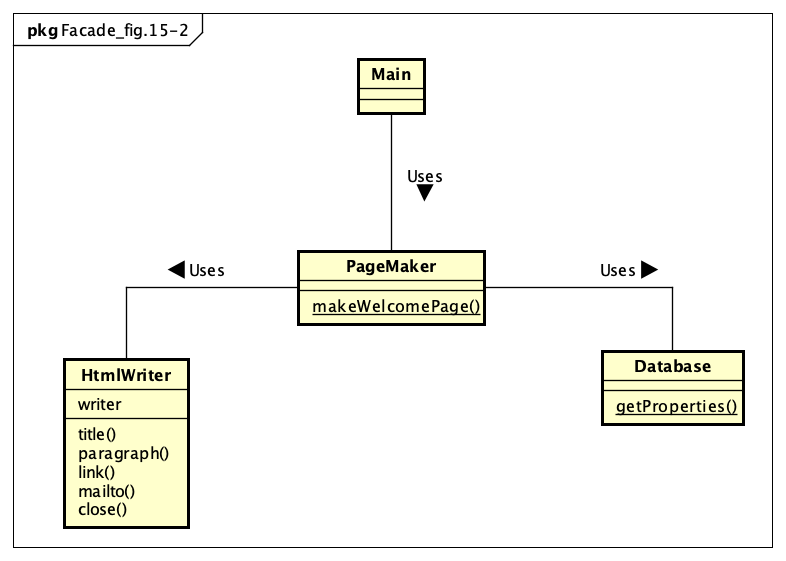 pkg Facade_fig.15-2
Main
Uses
Uses
PageMaker
makeWelcomePage()
Uses
HtmlWriter
writer
title()
paragraph()
link()
mailto()
close()
Database
getProperties()